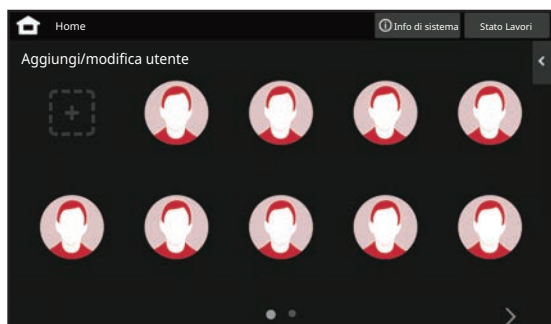 Home
Info di sistema
Stato Lavori
Aggiungi/modifica utente